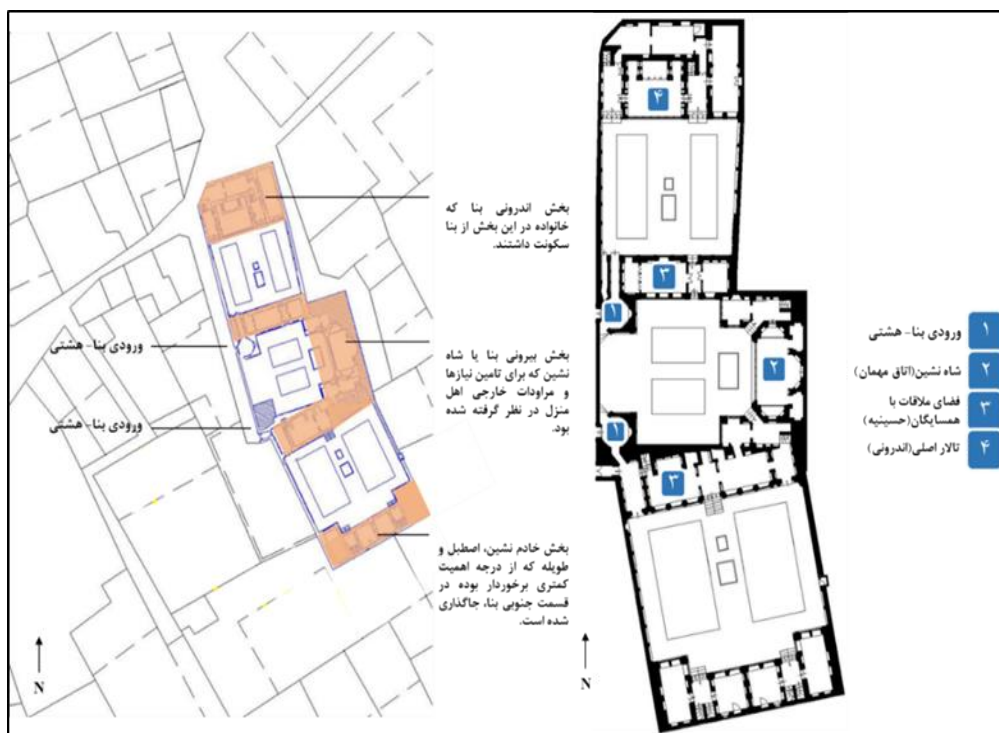 بخش اندرونی بنا که
خانواده در این بخش از بنا
سکونت داشتند.
ورودی بنا- هشتی
بخش بیرونی بنا یا شاه
نشین که برای تامین نیازها
و مراودات خارجی اهل
منزل در نظر گرفته شده
بود.
ورودی بنا- هشتی
بخش خادم نشین، اصطبل و
طویله که از درجه اهمیت
کمتری برخوردار بوده در
قسمت جنوبی بنا، جاگذاری
شده است.
N
۴
۳
۱
۲
۱
۳
N
۱ ورودی بنا- هشتی
۲ شاه نشین(اتاق مهمان)
۳ فضای ملاقات با
همسایگان(حسینیه)
۴ تالار اصلی(اندرونی)